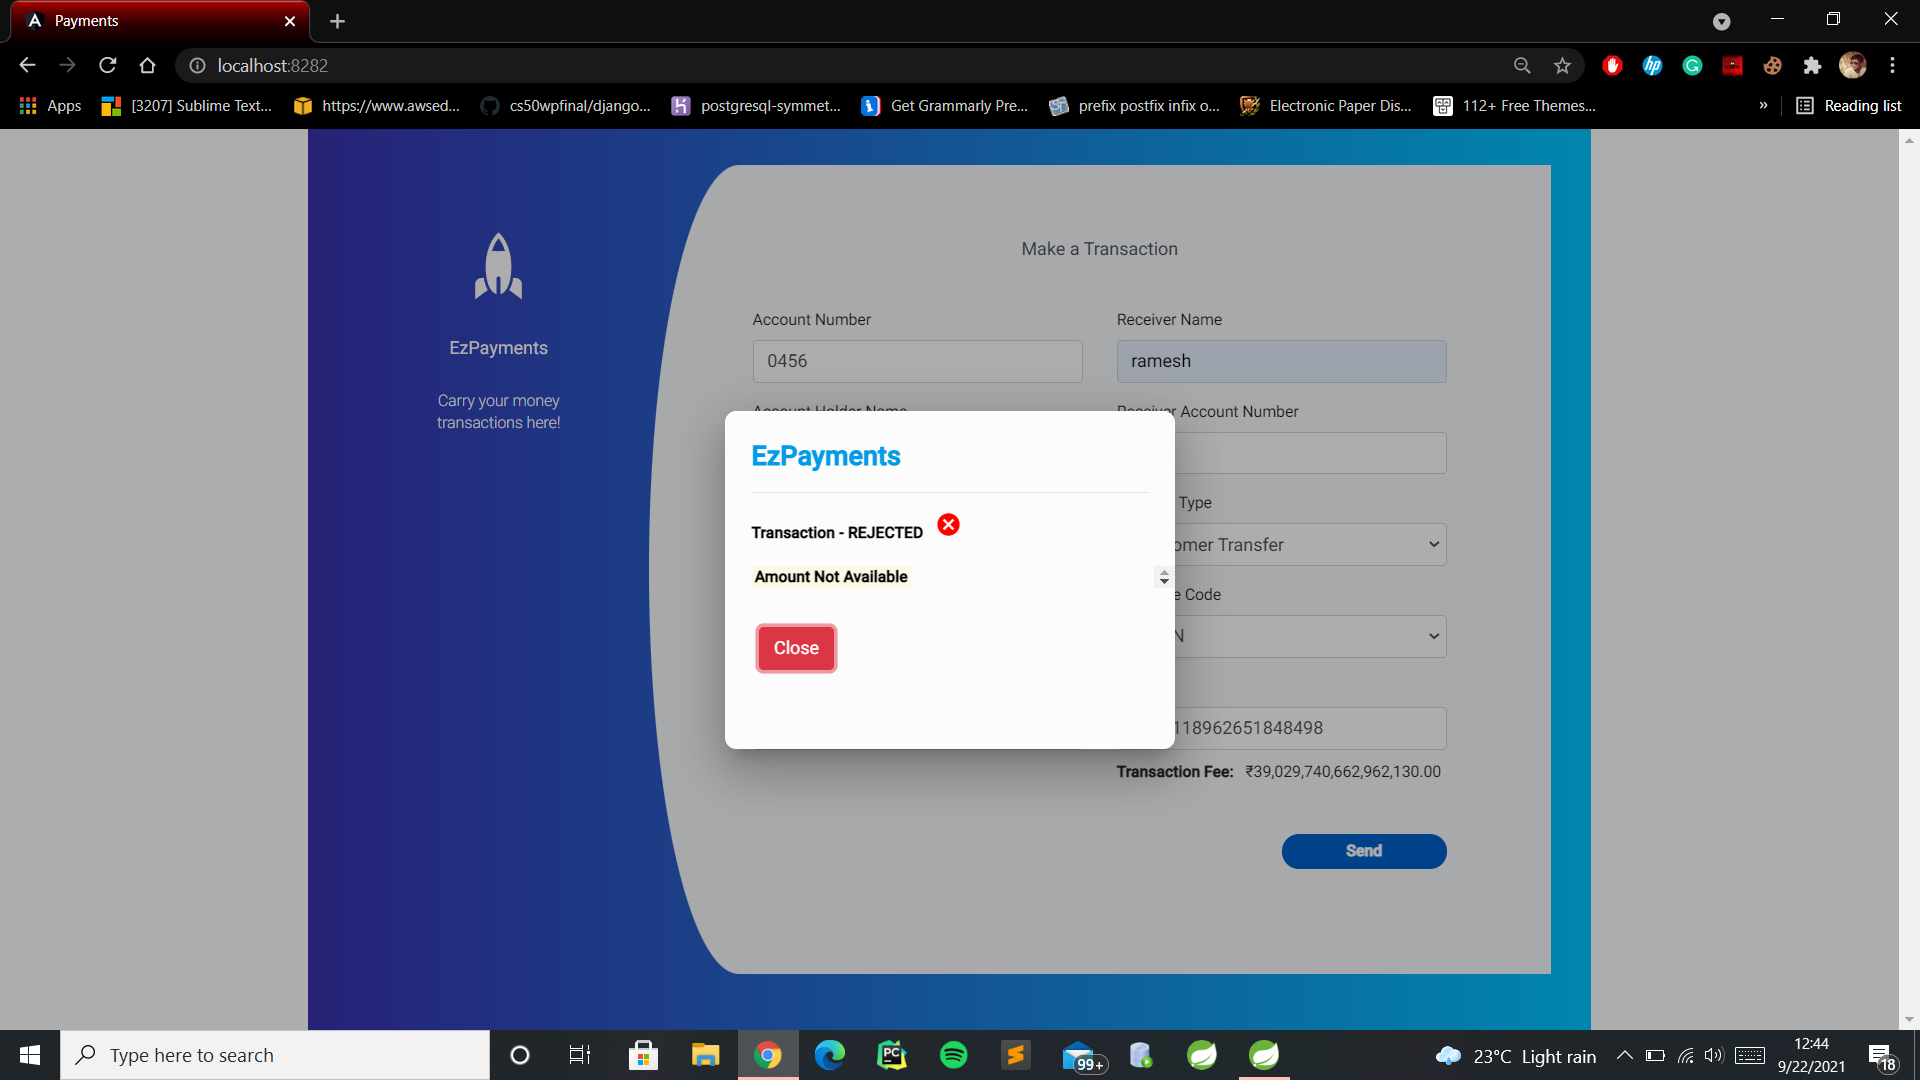 Payments
localhost:8282
Apps
[3207] Sublime Text...
https://www.awsed...
cs50wpfinal/django...
postgresql-symmet...
Get Grammarly Pre...
prefix postfix infix o...
Electronic Paper Dis...
112+ Free Themes...
»
Reading list
EzPayments
Carry your money
transactions here!
Make a Transaction
Account Number
Receiver Name
0456
ramesh
Receiver Account Number
EzPayments
Transaction - REJECTED
Amount Not Available
Close
Type
omer Transfer
e Code
N
118962651848498
Transaction Fee: ₹39,029,740,662,962,130.00
Send
Type here to search
99+
23°C Light rain
12:44
9/22/2021
18